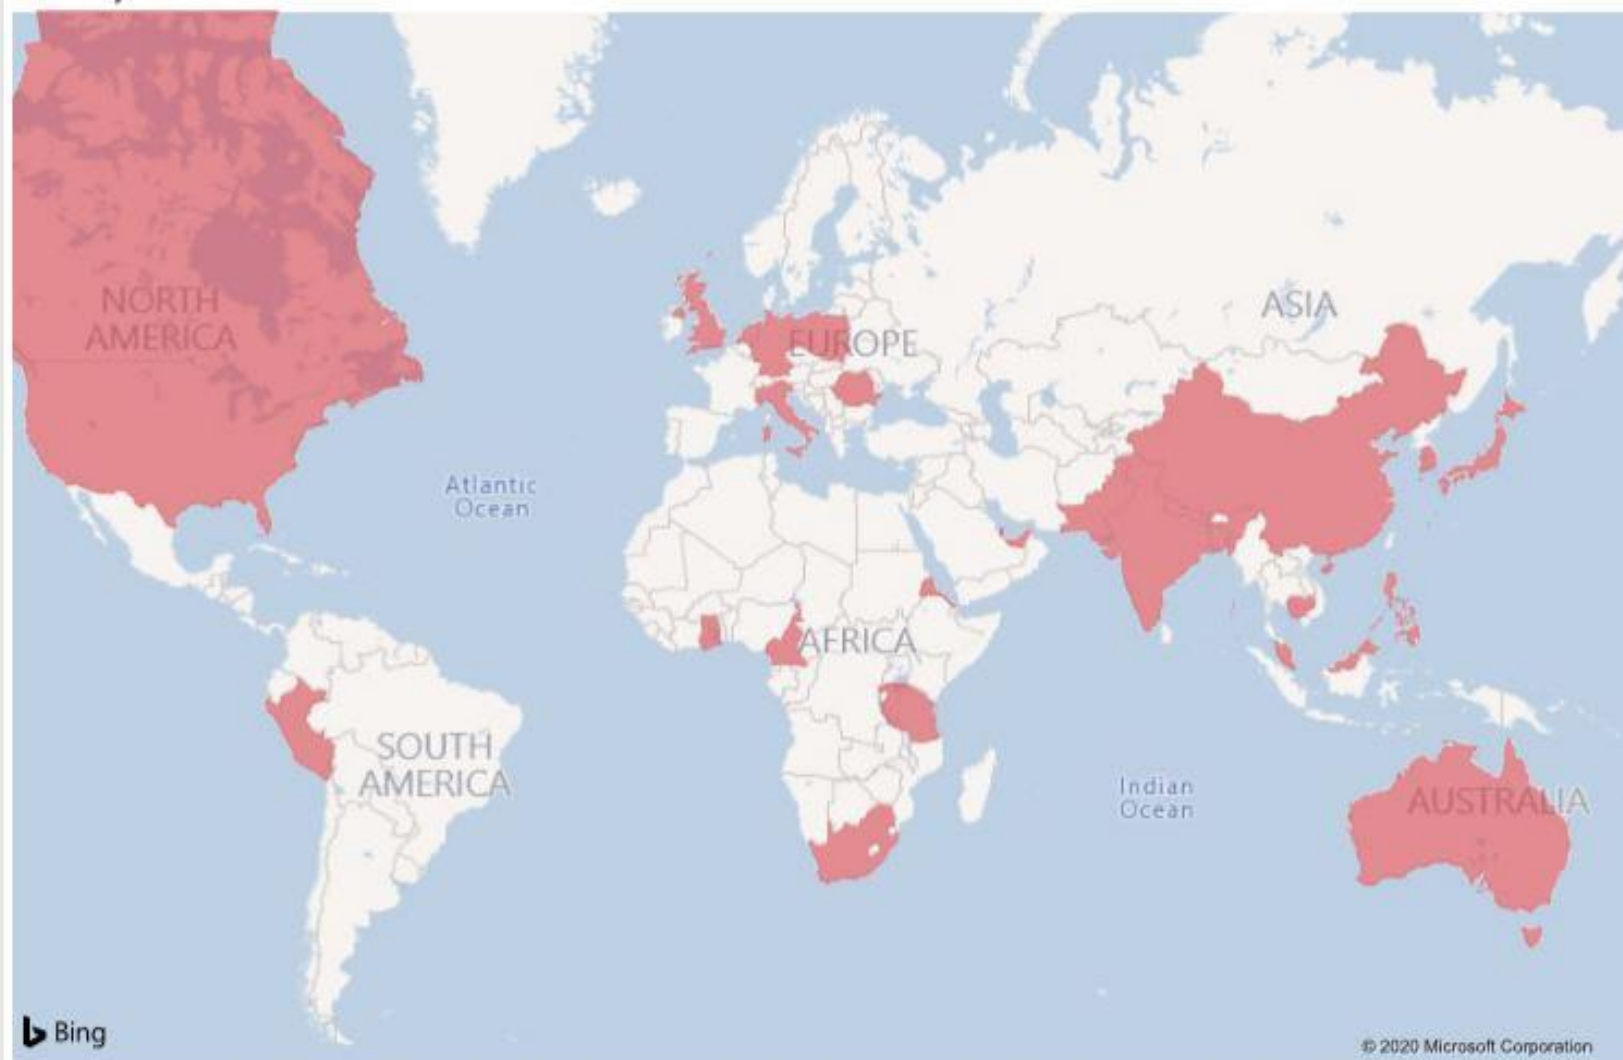 NORTH
AMERICA
ASIA
EUROPE
Atlantic
Ocean
AFRICA
SOUTH
AMERICA
Indian
Ocean
AUSTRALIA
Bing
© 2020 Microsoft Corporation